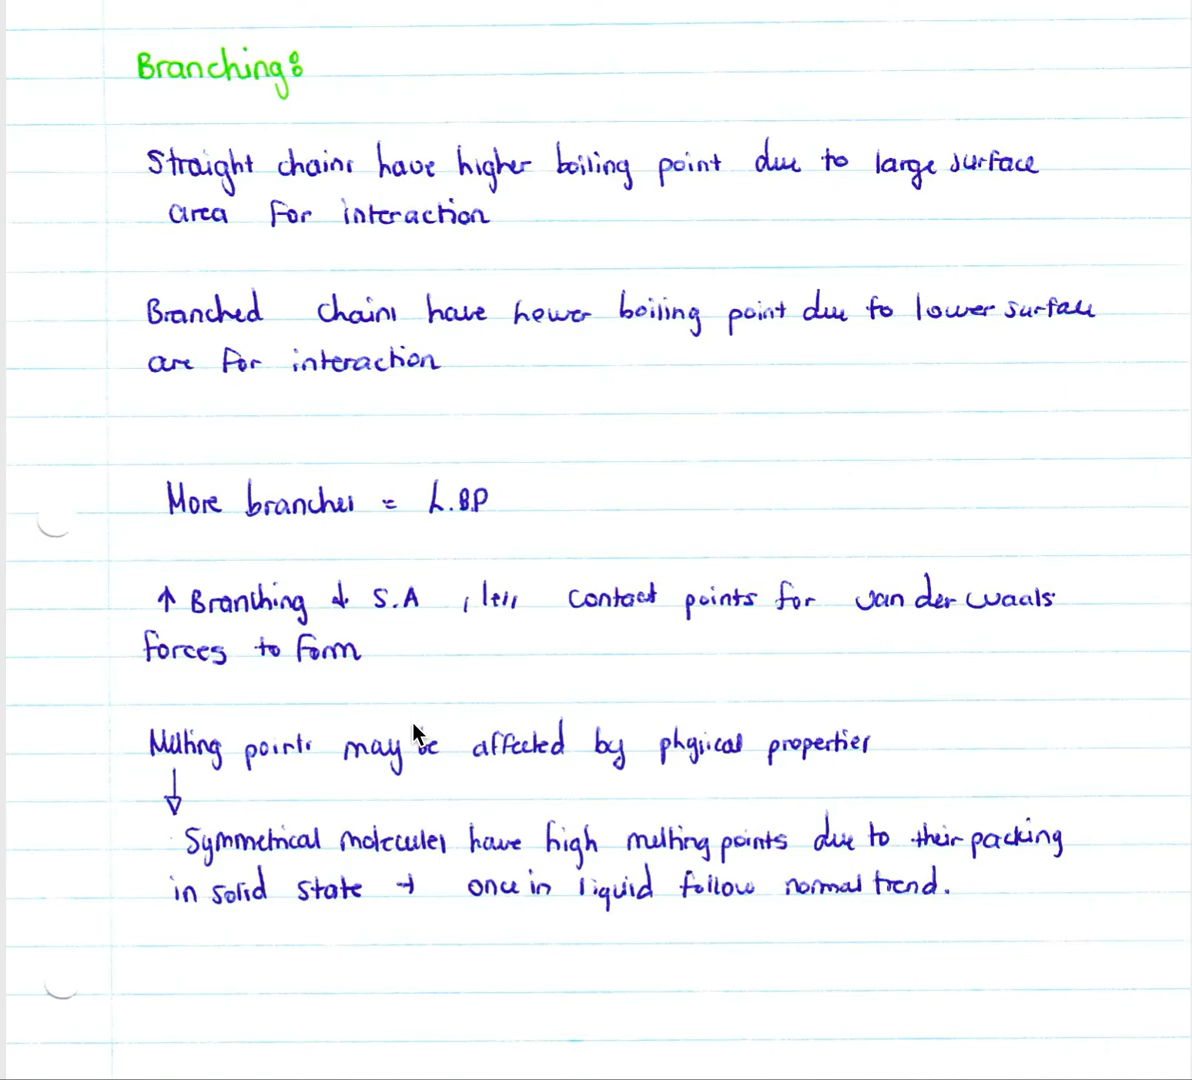 Branching:
Straight chains have higher boiling point due to large surface
area for interaction
Branched chains have boiling point due to lower surface
are for interaction
More branches = L.B.P
↑ Branching ↓ S.A , less contact points for van der waals
forces to form
Melting points may be affected by physical properties
↓
Symmetrical molecules have high melting points due to their packing
in solid state → once in liquid follow normal trend.